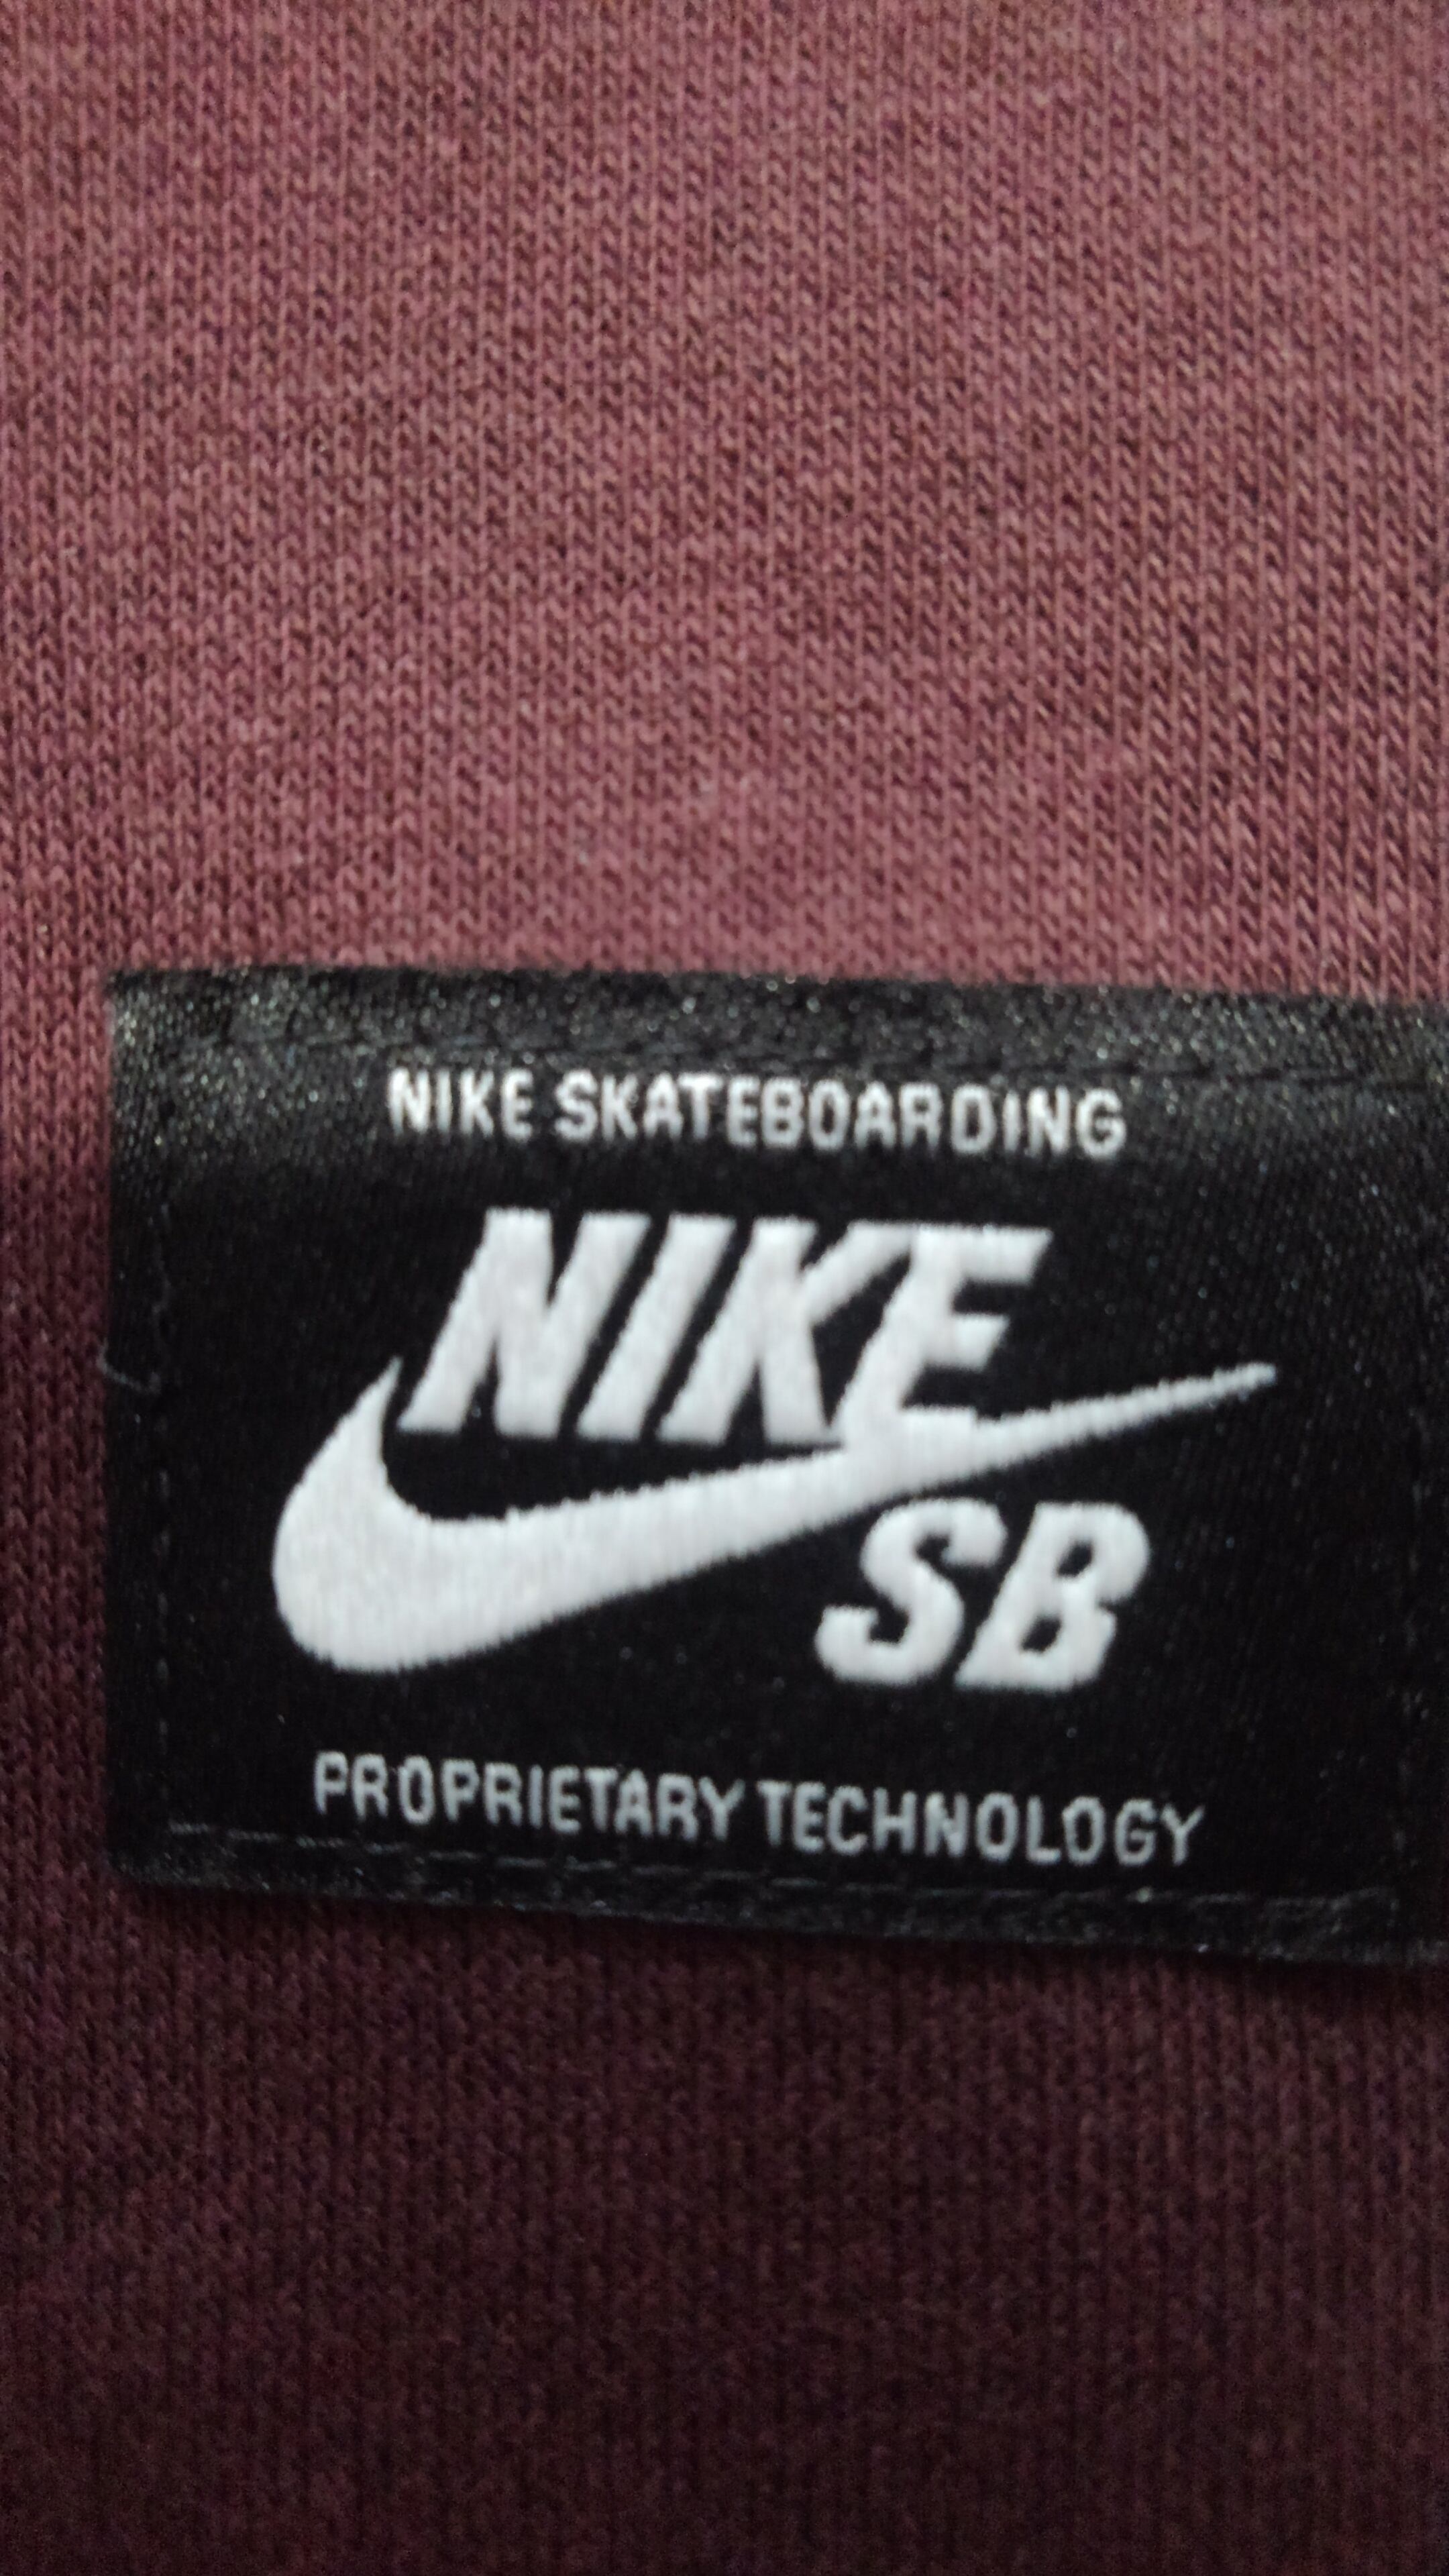 NIKE SKATEBOARDING
NIKE
SB
PROPRIETARY TECHNOLOGY